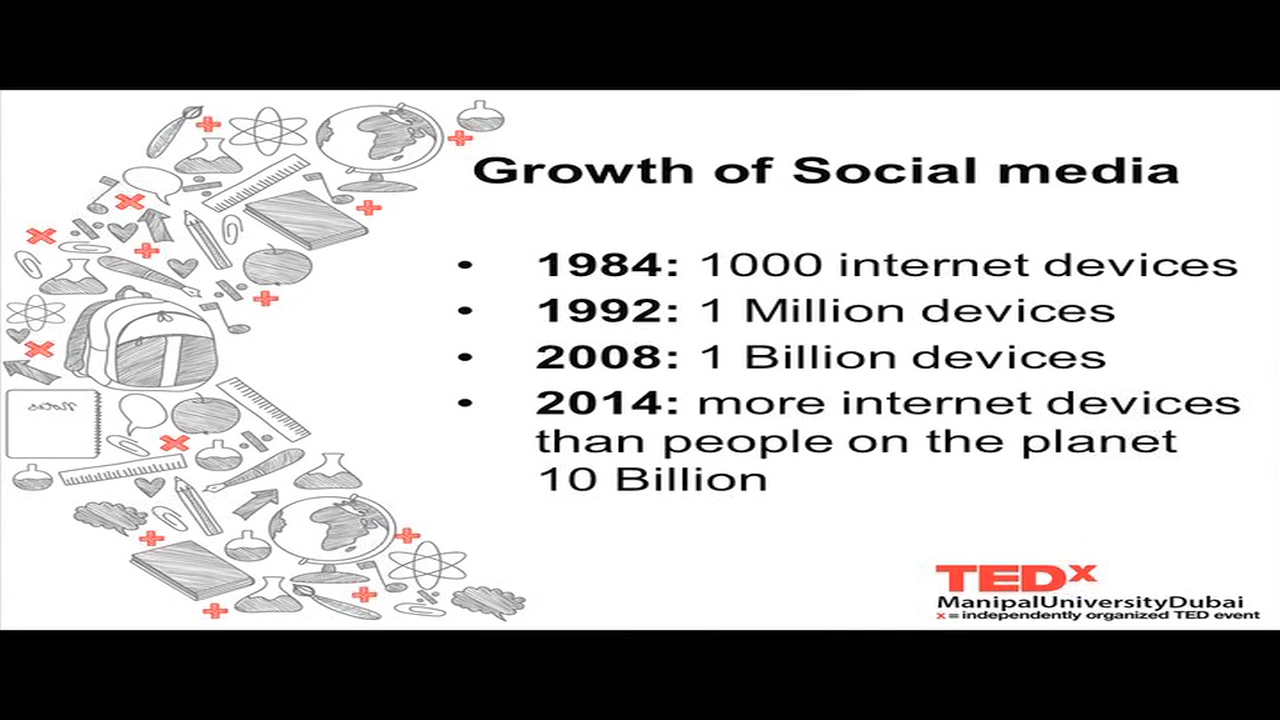 Growth of Social media
• 1984: 1000 internet devices
• 1992: 1 Million devices
• 2008: 1 Billion devices
• 2014: more internet devices
than people on the planet
10 Billion
Notes
TEDx
ManipalUniversityDubai
x = independently organized TED event